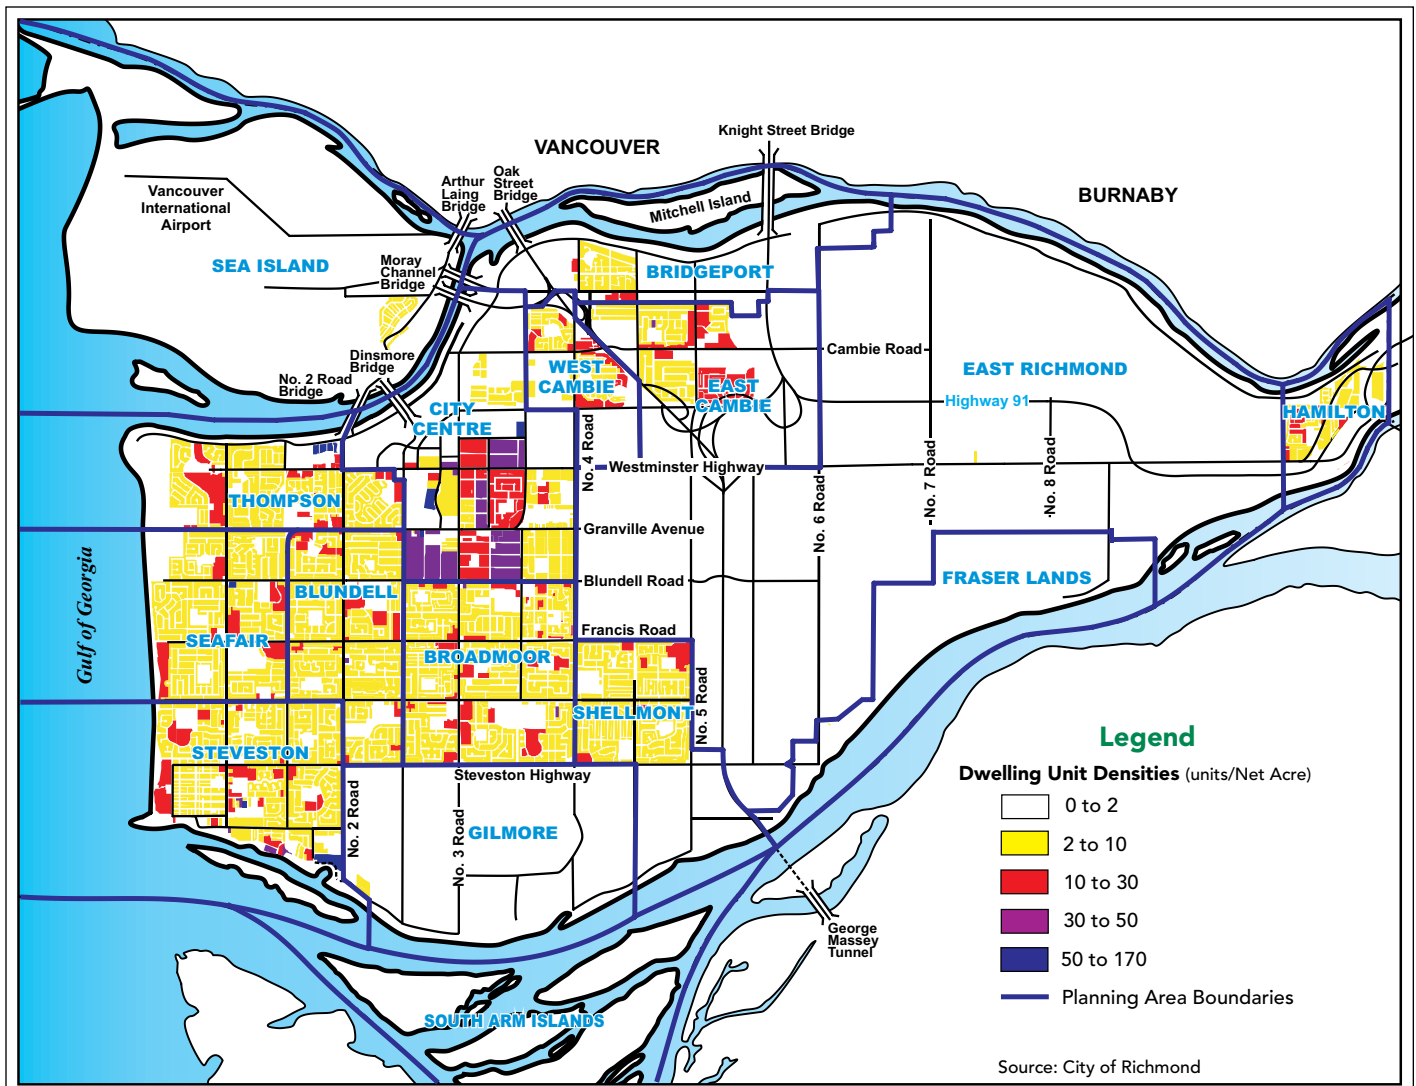 Knight Street Bridge
VANCOUVER
Oak
Street
Bridge
Arthur
Laing
Bridge
Mitchell Island
BURNABY
Vancouver
International
Airport
SEA ISLAND
Moray
Channel
Bridge
BRIDGEPORT
Cambie Road
Dinsmore
Bridge
No. 2 Road
Bridge
WEST
CAMBIE
EAST
CAMBIE
EAST RICHMOND
Highway 91
HAMILTON
CITY
CENTRE
No. 4 Road
Westminster Highway
No. 6 Road
No. 7 Road
No. 8 Road
THOMPSON
Granville Avenue
Gulf of Georgia
Blundell Road
FRASER LANDS
BLUNDELL
Francis Road
SEAFAIR
BROADMOOR
No. 5 Road
SHELLMONT
STEVESTON
Steveston Highway
No. 2 Road
No. 3 Road
GILMORE
George
Massey
Tunnel
SOUTH ARM ISLANDS
Legend
Dwelling Unit Densities (units/Net Acre)
0 to 2
2 to 10
10 to 30
30 to 50
50 to 170
Planning Area Boundaries
Source: City of Richmond